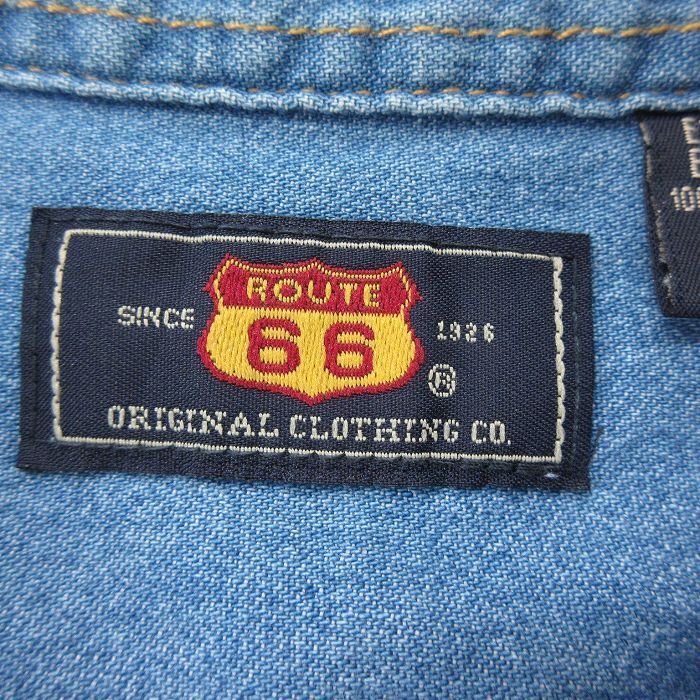 ROUTE
66
SINCE 1926
®
ORIGINAL CLOTHING CO.